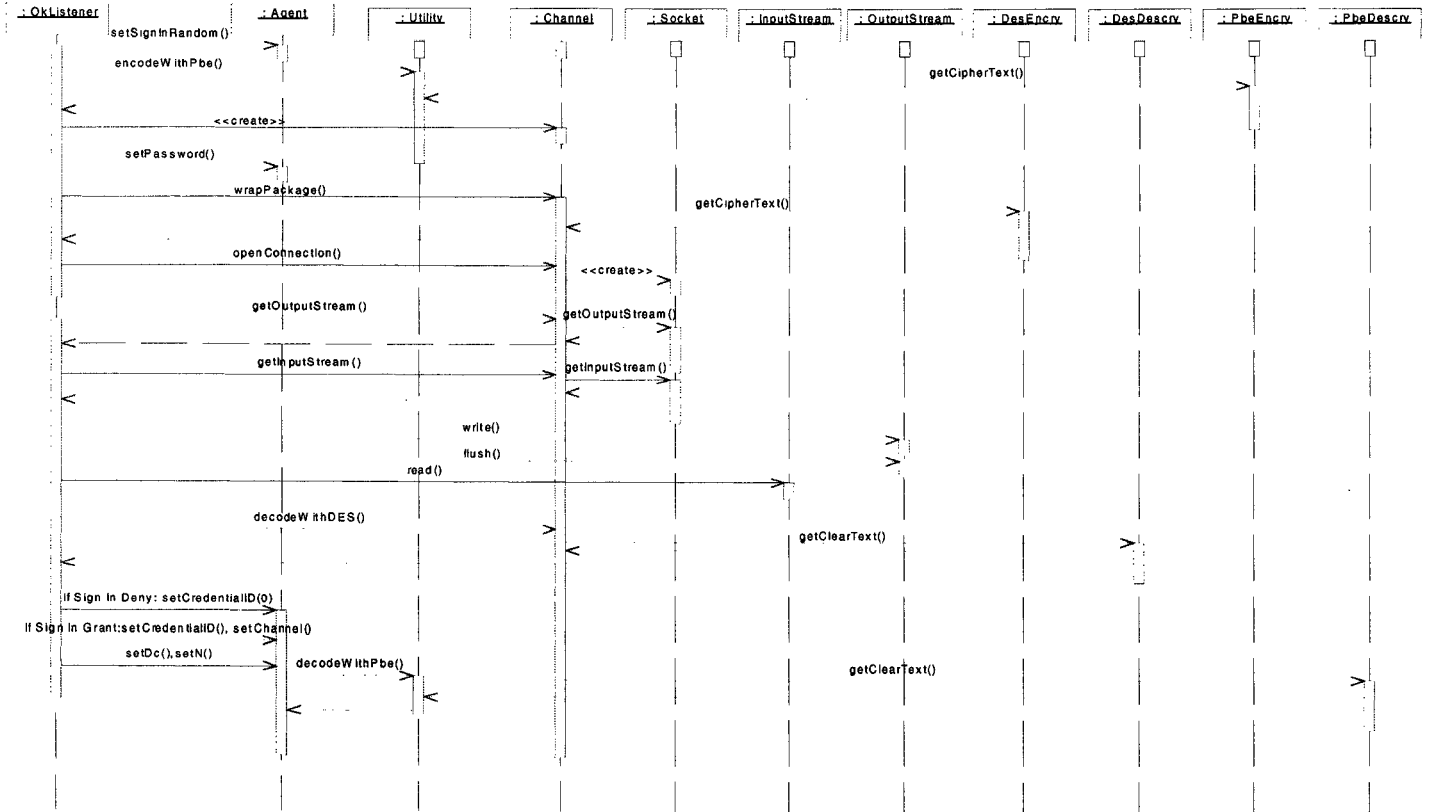 : OkListener : Agent : Utility : Channel : Socket : InputStream : OutputStream : DesEncry : DesDescry : PbeEncry : PbeDescry
setSignInRandom()
encodeWithPbe() getCipherText()
<<create>>
setPassword()
wrapPackage() getCipherText()
openConnection()
<<create>>
getOutputStream() getOutputStream()
getInputStream() getInputStream()
write()
flush()
read()
decodeWithDES() getClearText()
If Sign In Deny: setCredentialID(0)
If Sign In Grant:setCredentialID(), setChannel()
setDc(),setN() decodeWithPbe() getClearText()